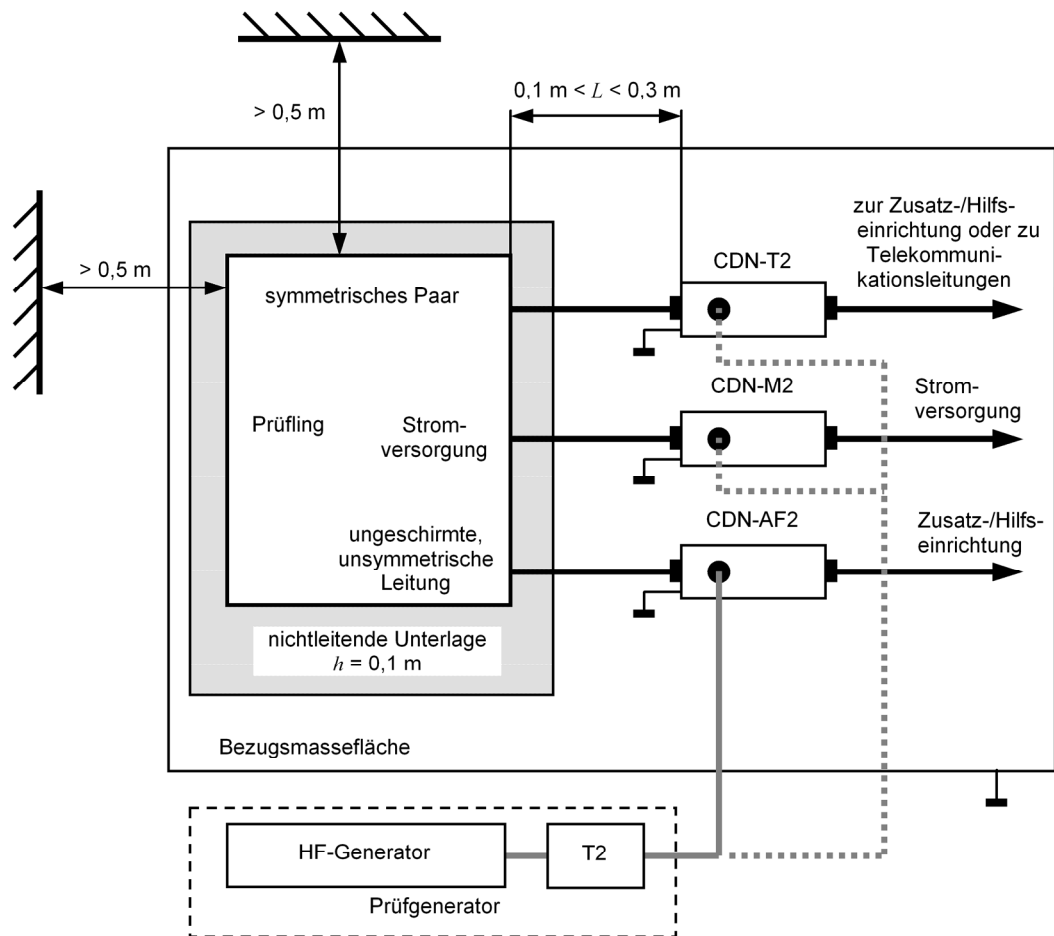 0,1 m < L < 0,3 m
> 0,5 m
> 0,5 m
zur Zusatz-/Hilfs-
einrichtung oder zu
Telekommuni-
kationsleitungen
CDN-T2
symmetrisches Paar
CDN-M2
Strom-
versorgung
Prüfling
Strom-
versorgung
CDN-AF2
Zusatz-/Hilfs-
einrichtung
ungeschirmte,
unsymmetrische
Leitung
nichtleitende Unterlage
h = 0,1 m
Bezugsmassefläche
HF-Generator
T2
Prüfgenerator